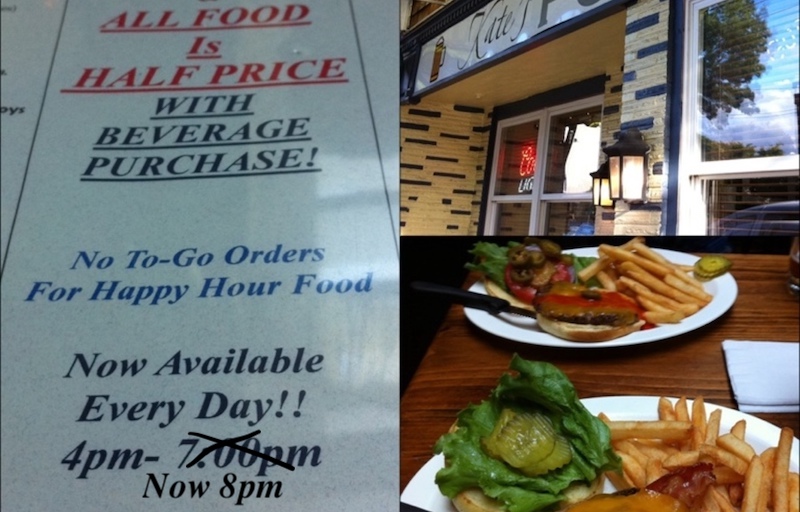 ALL FOOD
Is
HALF PRICE
WITH
BEVERAGE
PURCHASE!
No To-Go Orders
For Happy Hour Food
Now Available
Every Day!!
4pm- 7:00pm
Now 8pm
Kate's